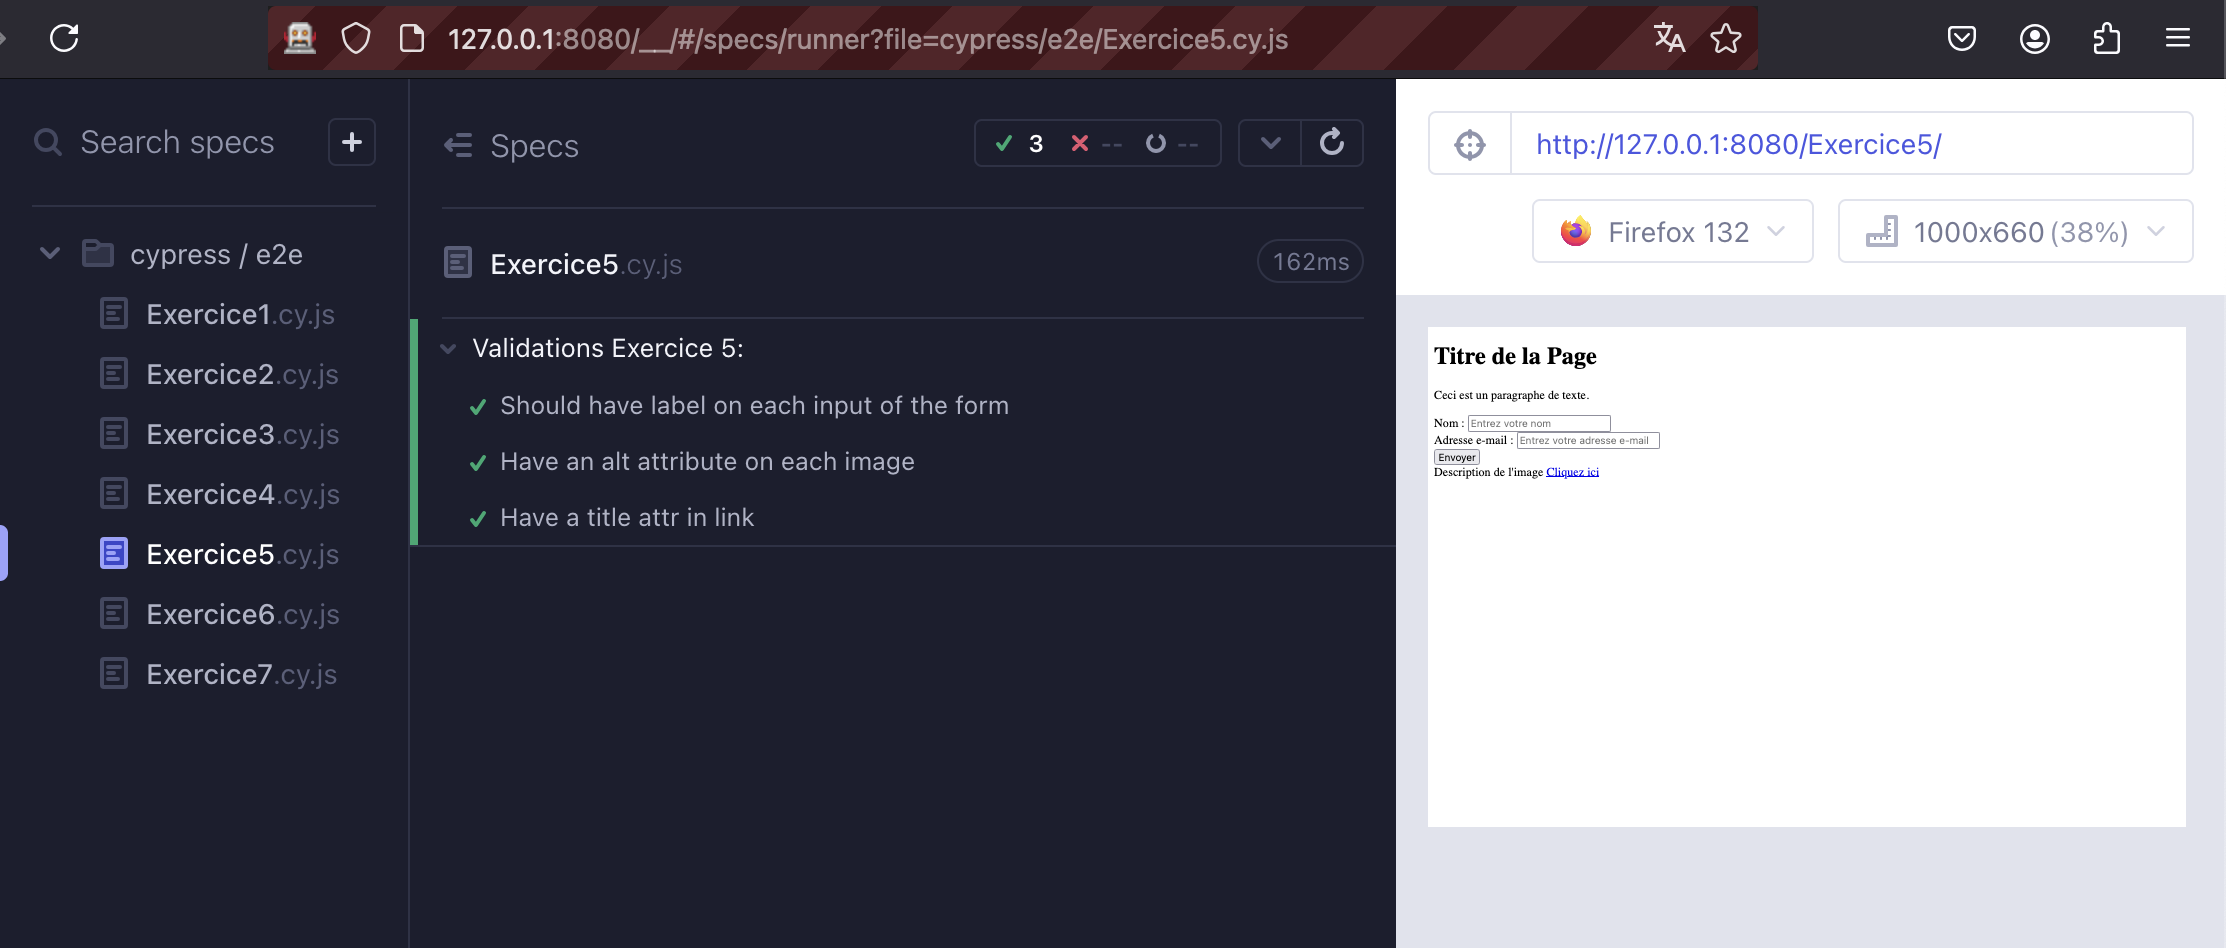 127.0.0.1:8080/__/#/specs/runner?file=cypress/e2e/Exercice5.cy.js
Search specs
+
cypress / e2e
Exercice1.cy.js
Exercice2.cy.js
Exercice3.cy.js
Exercice4.cy.js
Exercice5.cy.js
Exercice6.cy.js
Exercice7.cy.js
Specs
3 -- --
Exercice5.cy.js 162ms
Validations Exercice 5:
Should have label on each input of the form
Have an alt attribute on each image
Have a title attr in link
http://127.0.0.1:8080/Exercice5/
Firefox 132
1000x660 (38%)
Titre de la Page
Ceci est un paragraphe de texte.
Nom : Entrez votre nom
Adresse e-mail : Entrez votre adresse e-mail
Envoyer
Description de l'image Cliquez ici